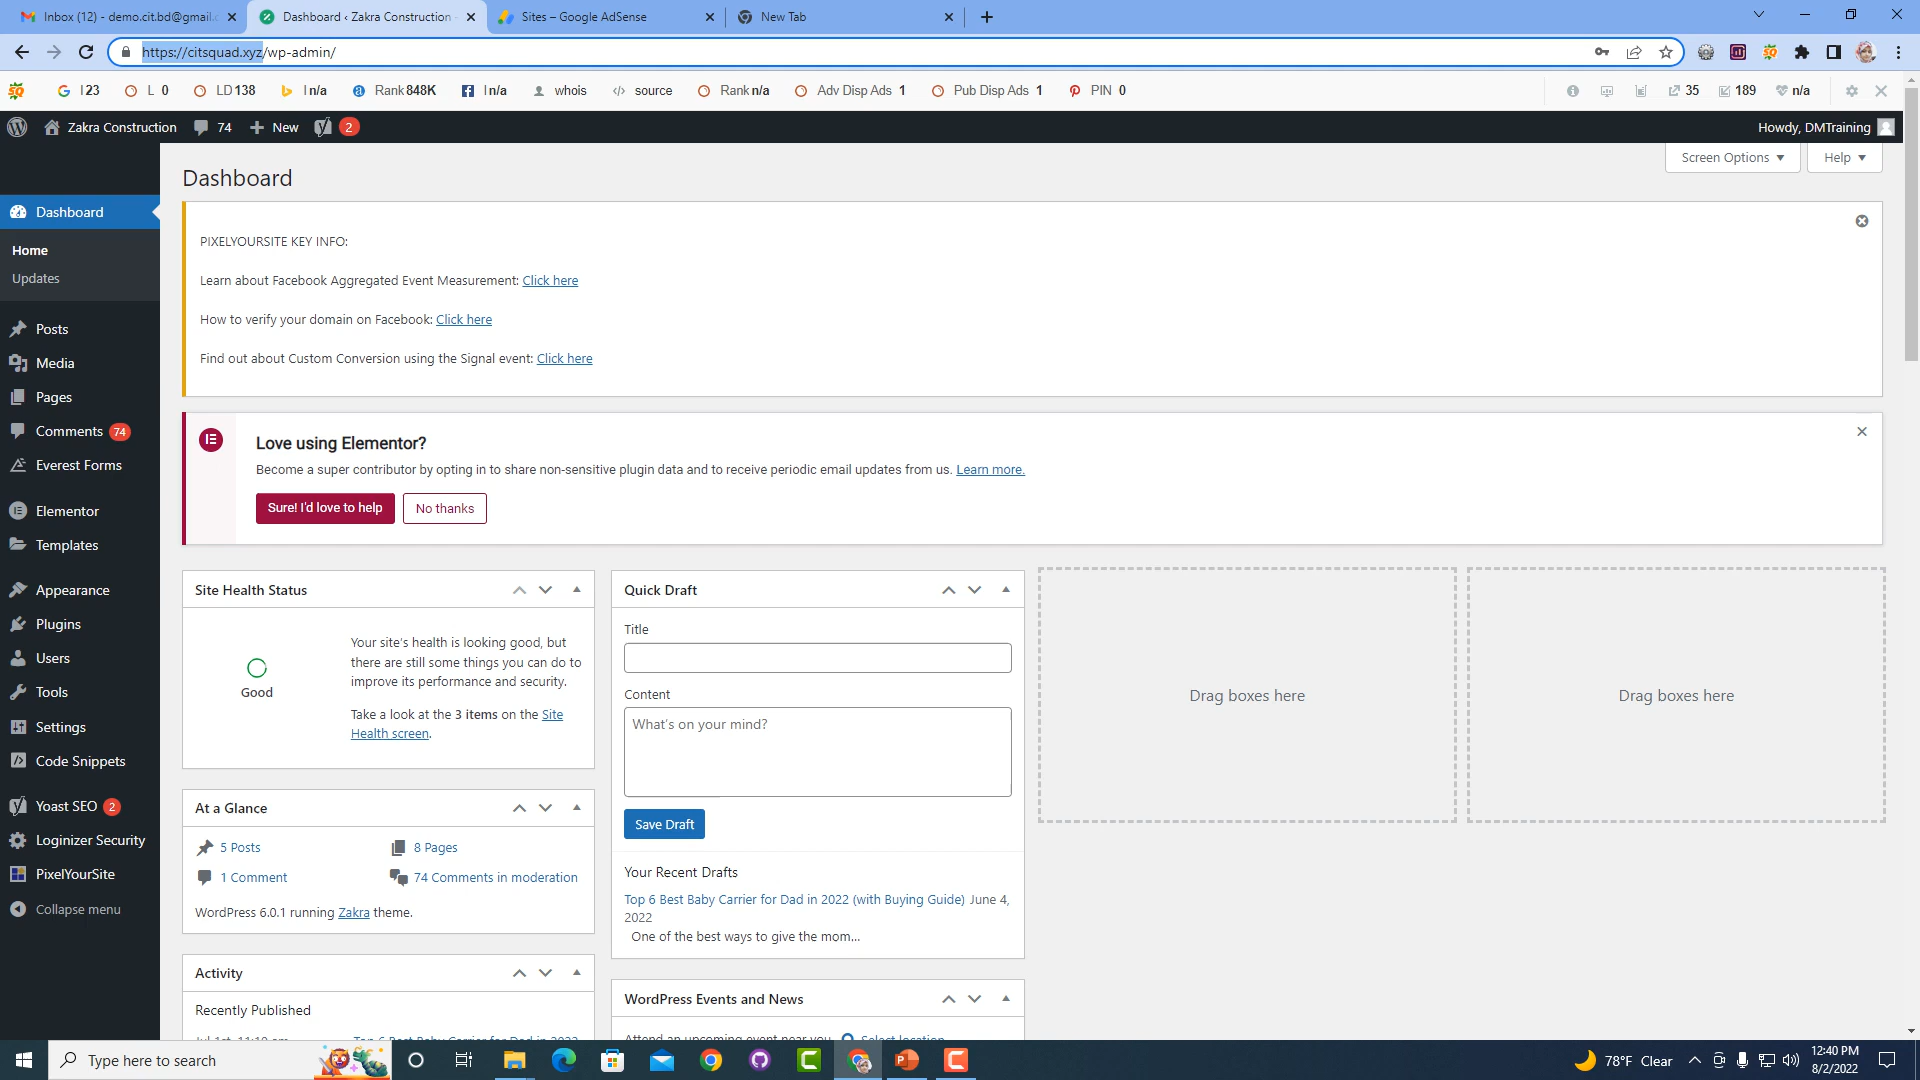 Inbox (12) - demo.cit.bd@gmail.
Dashboard ‹ Zakra Construction
Sites – Google AdSense
New Tab
https://citsquad.xyz/wp-admin/
I 23
L 0
LD 138
I n/a
Rank 848K
I n/a
whois
source
Rank n/a
Adv Disp Ads 1
Pub Disp Ads 1
PIN 0
35
189
n/a
Zakra Construction
74
New
2
Howdy, DMTraining
Screen Options
Help
Dashboard
Home
Updates
Posts
Media
Pages
Comments 74
Everest Forms
Elementor
Templates
Appearance
Plugins
Users
Tools
Settings
Code Snippets
Yoast SEO 2
Loginizer Security
PixelYourSite
Collapse menu
Dashboard
PIXELYOURSITE KEY INFO:
Learn about Facebook Aggregated Event Measurement: Click here
How to verify your domain on Facebook: Click here
Find out about Custom Conversion using the Signal event: Click here
Love using Elementor?
Become a super contributor by opting in to share non-sensitive plugin data and to receive periodic email updates from us. Learn more.
Sure! I'd love to help
No thanks
Site Health Status
Good
Your site's health is looking good, but
there are still some things you can do to
improve its performance and security.
Take a look at the 3 items on the Site
Health screen.
At a Glance
5 Posts
8 Pages
1 Comment
74 Comments in moderation
WordPress 6.0.1 running Zakra theme.
Activity
Recently Published
Quick Draft
Title
Content
What's on your mind?
Save Draft
Your Recent Drafts
Top 6 Best Baby Carrier for Dad in 2022 (with Buying Guide) June 4,
2022
One of the best ways to give the mom…
WordPress Events and News
Attend an upcoming event near you
Select location
Drag boxes here
Drag boxes here
Type here to search
78°F Clear
12:40 PM
8/2/2022